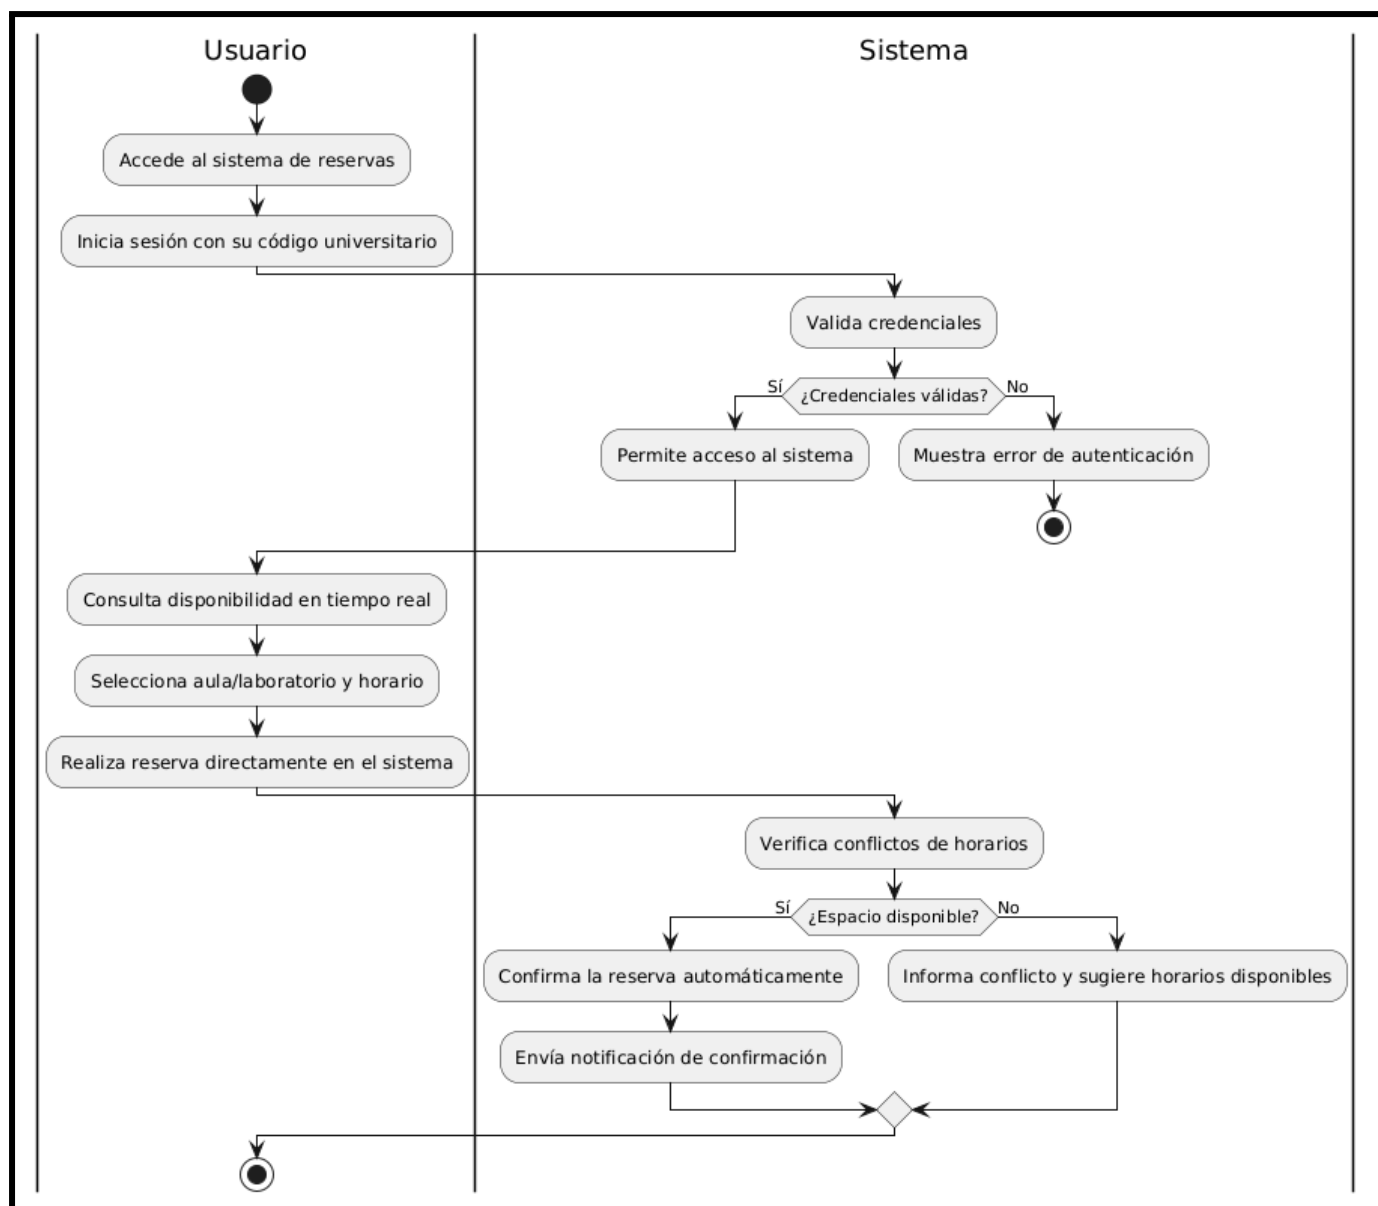 Usuario
Sistema
Accede al sistema de reservas
Inicia sesión con su código universitario
Valida credenciales
Sí
¿Credenciales válidas?
No
Permite acceso al sistema
Muestra error de autenticación
Consulta disponibilidad en tiempo real
Selecciona aula/laboratorio y horario
Realiza reserva directamente en el sistema
Verifica conflictos de horarios
Sí
¿Espacio disponible?
No
Confirma la reserva automáticamente
Informa conflicto y sugiere horarios disponibles
Envía notificación de confirmación